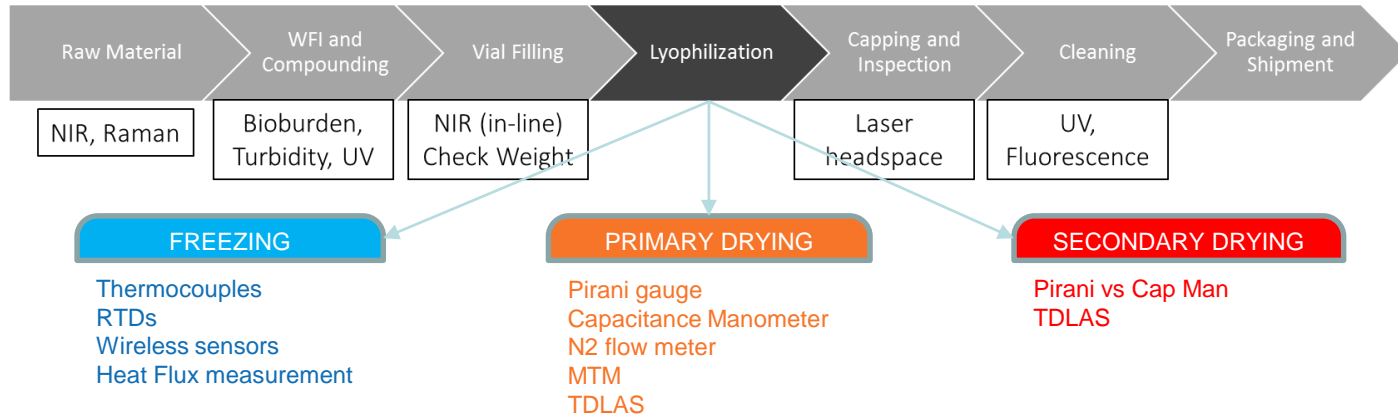 Raw Material
WFI and
Compounding
Vial Filling
Lyophilization
Capping and
Inspection
Cleaning
Packaging and
Shipment
NIR, Raman
Bioburden,
Turbidity, UV
NIR (in-line)
Check Weight
Laser
headspace
UV,
Fluorescence
FREEZING
Thermocouples
RTDs
Wireless sensors
Heat Flux measurement
PRIMARY DRYING
Pirani gauge
Capacitance Manometer
N2 flow meter
MTM
TDLAS
SECONDARY DRYING
Pirani vs Cap Man
TDLAS